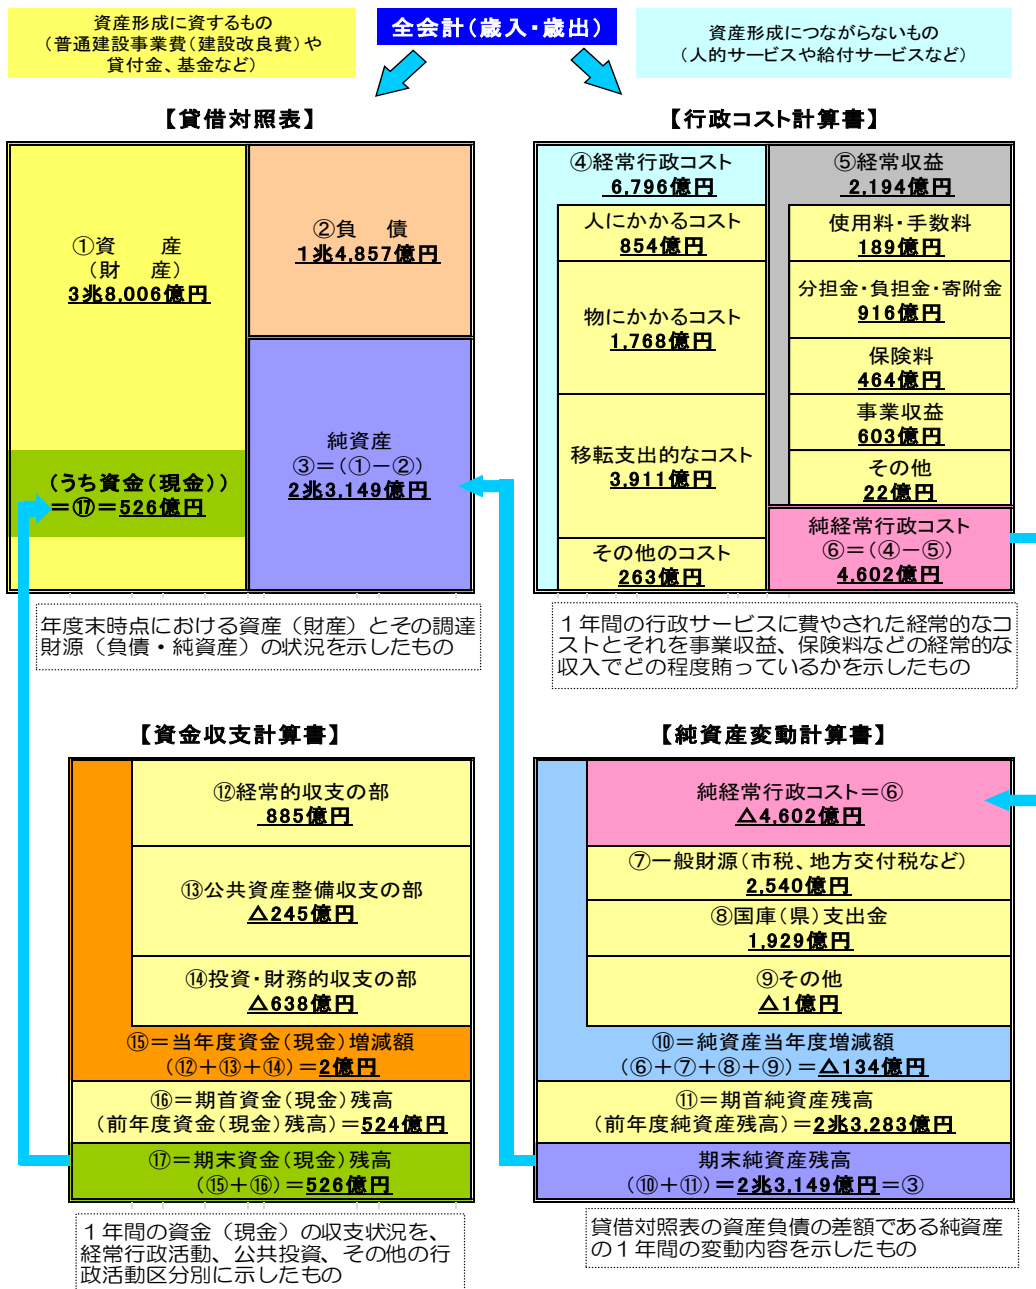 資産形成に資するもの
（普通建設事業費（建設改良費）や
貸付金、基金など）
全会計（歳入・歳出）
資産形成につながらないもの
（人的サービスや給付サービスなど）
【貸借対照表】
①資　　産
（財　産）
3兆8,006億円
②負　債
1兆4,857億円
（うち資金（現金））
＝⑰＝526億円
純資産
③＝（①－②）
2兆3,149億円
年度末時点における資産（財産）とその調達
財源（負債・純資産）の状況を示したもの
【行政コスト計算書】
④経常行政コスト
6,796億円
人にかかるコスト
854億円
物にかかるコスト
1,768億円
移転支出的なコスト
3,911億円
その他のコスト
263億円
⑤経常収益
2,194億円
使用料・手数料
189億円
分担金・負担金・寄附金
916億円
保険料
464億円
事業収益
603億円
その他
22億円
純経常行政コスト
⑥＝（④－⑤）
4,602億円
１年間の行政サービスに費やされた経常的なコ
ストとそれを事業収益、保険料などの経常的な
収入でどの程度賄っているかを示したもの
【資金収支計算書】
⑫経常的収支の部
885億円
⑬公共資産整備収支の部
△245億円
⑭投資・財務的収支の部
△638億円
⑮＝当年度資金（現金）増減額
（⑫＋⑬＋⑭）＝2億円
⑯＝期首資金（現金）残高
（前年度資金（現金）残高）＝524億円
⑰＝期末資金（現金）残高
（⑮＋⑯）＝526億円
１年間の資金（現金）の収支状況を、
経常行政活動、公共投資、その他の行
政活動区分別に示したもの
【純資産変動計算書】
純経常行政コスト＝⑥
△4,602億円
⑦一般財源（市税、地方交付税など）
2,540億円
⑧国庫（県）支出金
1,929億円
⑨その他
△1億円
⑩＝純資産当年度増減額
（⑥＋⑦＋⑧＋⑨）＝△134億円
⑪＝期首純資産残高
（前年度純資産残高）＝2兆3,283億円
期末純資産残高
（⑩＋⑪）＝2兆3,149億円＝③
貸借対照表の資産負債の差額である純資産
の１年間の変動内容を示したもの